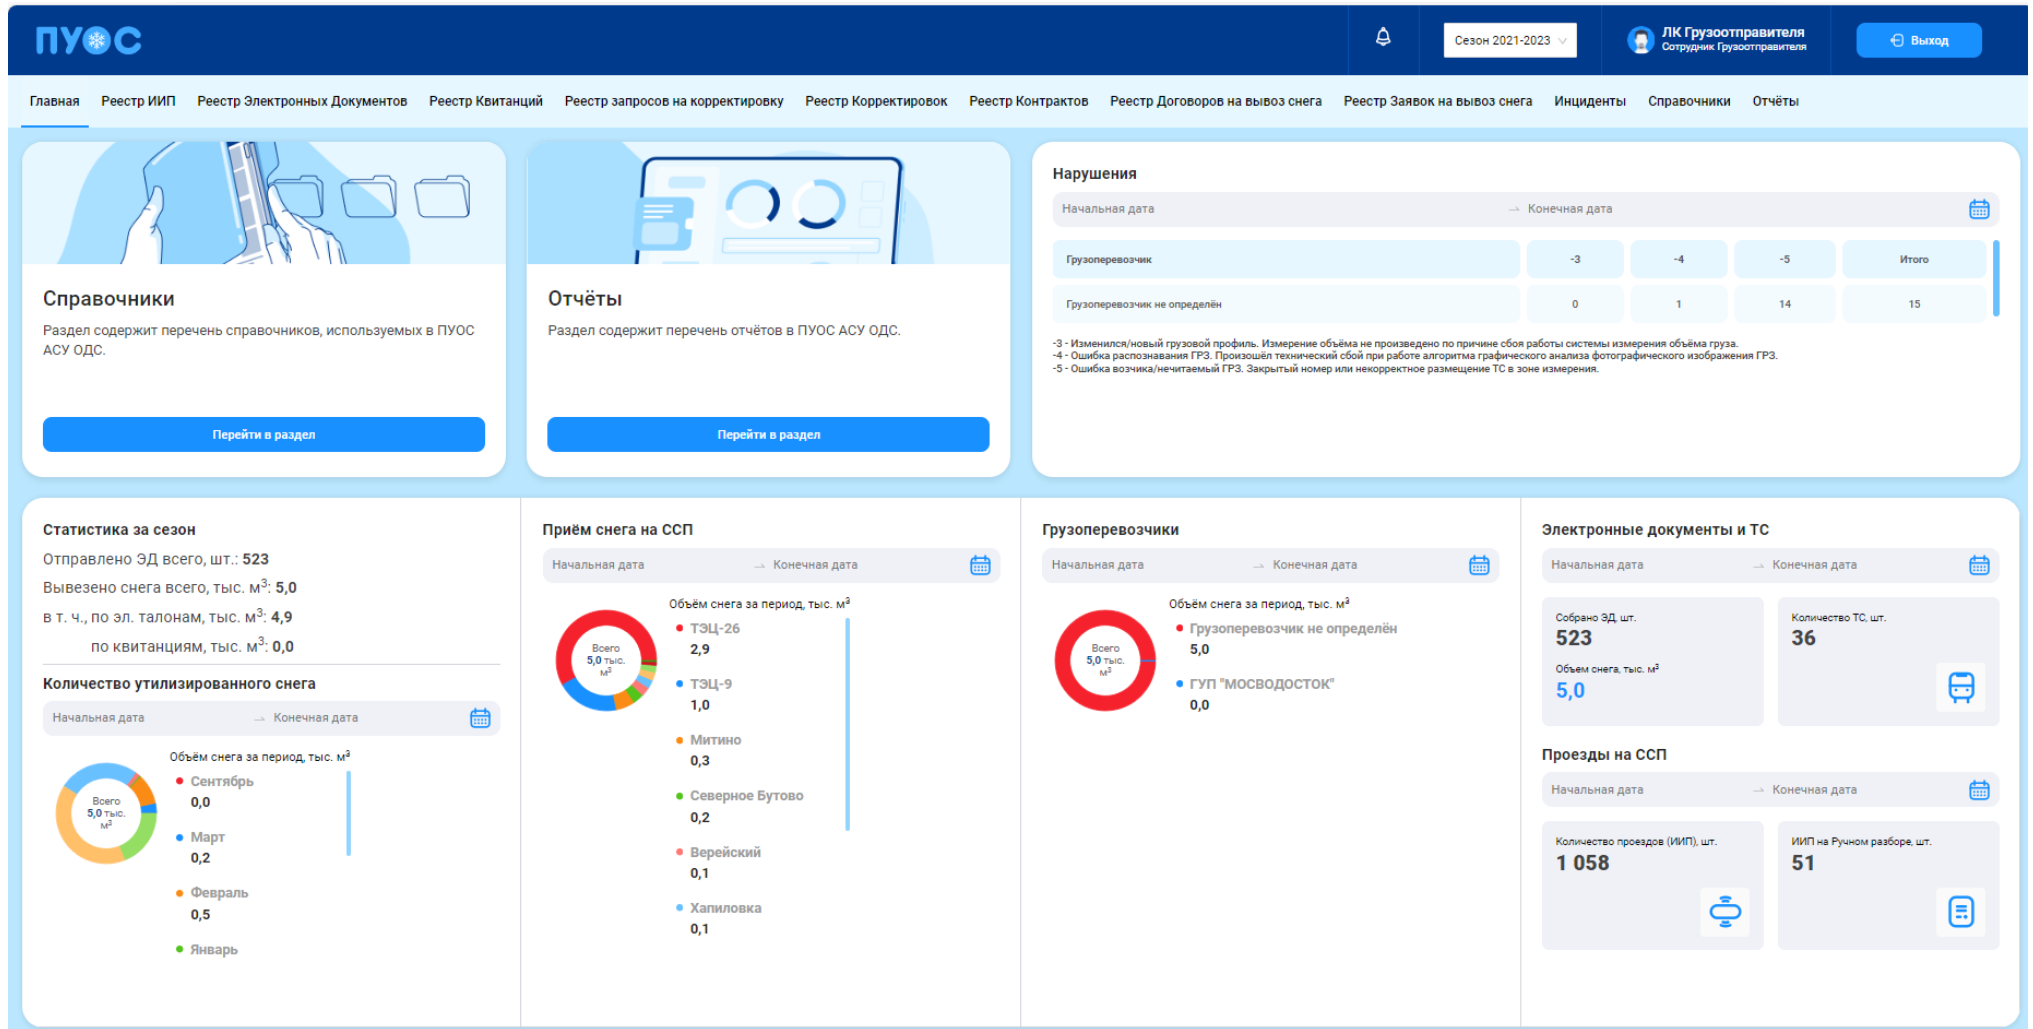 ПУОС
Сезон 2021-2023
ЛК Грузоотправителя
Сотрудник Грузоотправителя
Выход
Главная Реестр ИИП Реестр Электронных Документов Реестр Квитанций Реестр запросов на корректировку Реестр Корректировок Реестр Контрактов Реестр Договоров на вывоз снега Реестр Заявок на вывоз снега Инциденты Справочники Отчёты
Справочники
Раздел содержит перечень справочников, используемых в ПУОС
АСУ ОДС.
Перейти в раздел
Отчёты
Раздел содержит перечень отчётов в ПУОС АСУ ОДС.
Перейти в раздел
Нарушения
Начальная дата → Конечная дата
Грузоперевозчик -3 -4 -5 Итого
Грузоперевозчик не определён 0 1 14 15
-3 - Изменился/новый грузовой профиль. Измерение объёма не произведено по причине сбоя работы системы измерения объёма груза.
-4 - Ошибка распознавания ГРЗ. Произошёл технический сбой при работе алгоритма графического анализа фотографического изображения ГРЗ.
-5 - Ошибка возчика/нечитаемый ГРЗ. Закрытый номер или некорректное размещение ТС в зоне измерения.
Статистика за сезон
Отправлено ЭД всего, шт.: 523
Вывезено снега всего, тыс. м³: 5,0
в т. ч., по эл. талонам, тыс. м³: 4,9
по квитанциям, тыс. м³: 0,0
Количество утилизированного снега
Начальная дата → Конечная дата
Объём снега за период, тыс. м³
Всего
5,0 тыс.
м³
Сентябрь
0,0
Март
0,2
Февраль
0,5
Январь
Приём снега на ССП
Начальная дата → Конечная дата
Объём снега за период, тыс. м³
Всего
5,0 тыс.
м³
ТЭЦ-26
2,9
ТЭЦ-9
1,0
Митино
0,3
Северное Бутово
0,2
Верейский
0,1
Хапиловка
0,1
Грузоперевозчики
Начальная дата → Конечная дата
Объём снега за период, тыс. м³
Всего
5,0 тыс.
м³
Грузоперевозчик не определён
5,0
ГУП "МОСВОДОСТОК"
0,0
Электронные документы и ТС
Начальная дата → Конечная дата
Собрано ЭД, шт.
523
Объем снега, тыс. м³
5,0
Количество ТС, шт.
36
Проезды на ССП
Начальная дата → Конечная дата
Количество проездов (ИИП), шт.
1 058
ИИП на Ручном разборе, шт.
51